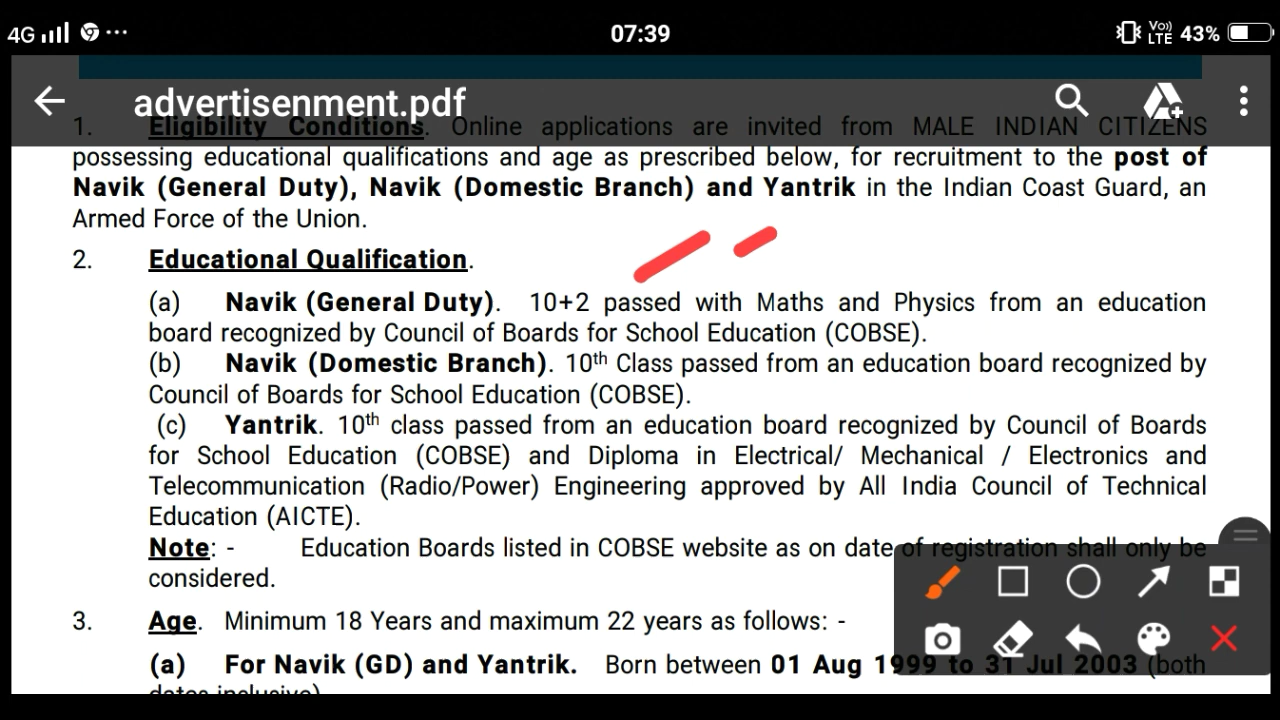 4G ... 07:39 Vo)) LTE 43%
advertisenment.pdf
1. Eligibility Conditions. Online applications are invited from MALE INDIAN CITIZENS
possessing educational qualifications and age as prescribed below, for recruitment to the post of
Navik (General Duty), Navik (Domestic Branch) and Yantrik in the Indian Coast Guard, an
Armed Force of the Union.
2. Educational Qualification.
(a) Navik (General Duty). 10+2 passed with Maths and Physics from an education
board recognized by Council of Boards for School Education (COBSE).
(b) Navik (Domestic Branch). 10th Class passed from an education board recognized by
Council of Boards for School Education (COBSE).
(c) Yantrik. 10th class passed from an education board recognized by Council of Boards
for School Education (COBSE) and Diploma in Electrical/ Mechanical / Electronics and
Telecommunication (Radio/Power) Engineering approved by All India Council of Technical
Education (AICTE).
Note: - Education Boards listed in COBSE website as on date of registration shall only be
considered.
3. Age. Minimum 18 Years and maximum 22 years as follows: -
(a) For Navik (GD) and Yantrik. Born between 01 Aug 1999 to 31 Jul 2003 (both
dates inclusive)